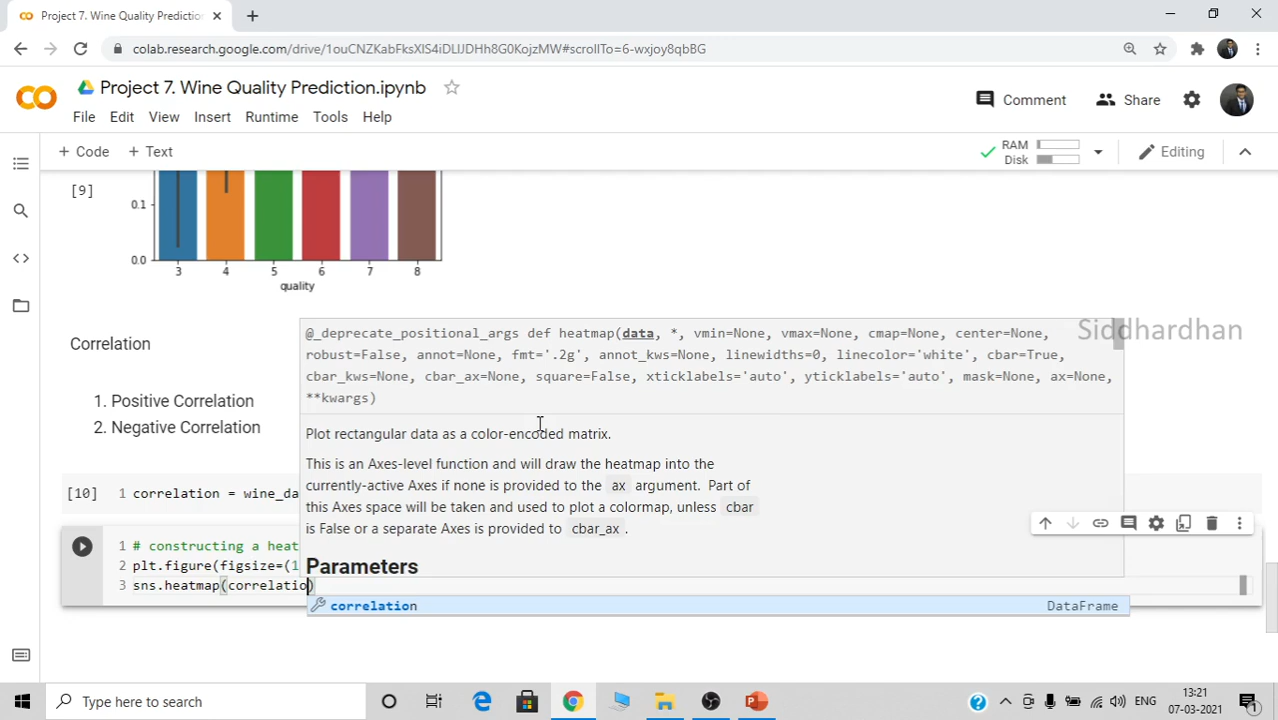 Project 7. Wine Quality Prediction
colab.research.google.com/drive/1ouCNZKabFksXlS4iDLlJDHh8G0KojzMW#scrollTo=6-wxjoy8qbBG
Project 7. Wine Quality Prediction.ipynb
Comment
Share
File Edit View Insert Runtime Tools Help
+ Code + Text
RAM
Disk
Editing
[9]
0.1
0.0
3 4 5 6 7 8
quality
Correlation
1. Positive Correlation
2. Negative Correlation
@_deprecate_positional_args def heatmap(data, *, vmin=None, vmax=None, cmap=None, center=None,
robust=False, annot=None, fmt='.2g', annot_kws=None, linewidths=0, linecolor='white', cbar=True,
cbar_kws=None, cbar_ax=None, square=False, xticklabels='auto', yticklabels='auto', mask=None, ax=None,
**kwargs)
Siddhardhan
Plot rectangular data as a color-encoded matrix.
This is an Axes-level function and will draw the heatmap into the
currently-active Axes if none is provided to the ax argument. Part of
this Axes space will be taken and used to plot a colormap, unless cbar
is False or a separate Axes is provided to cbar_ax.
Parameters
[10] 1 correlation = wine_da
1 # constructing a heat
2 plt.figure(figsize=(1
3 sns.heatmap(correlatio)
correlation DataFrame
Type here to search
ENG
13:21
07-03-2021
1